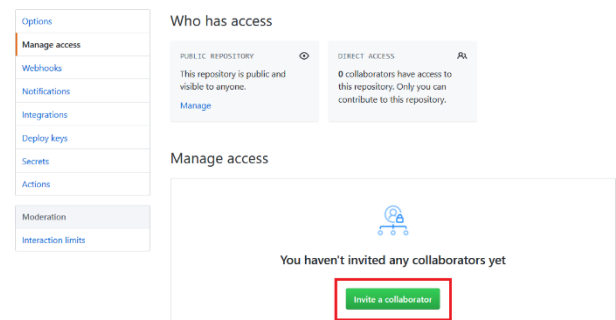 Options
Manage access
Webhooks
Notifications
Integrations
Deploy keys
Secrets
Actions
Moderation
Interaction limits
Who has access
PUBLIC REPOSITORY
This repository is public and
visible to anyone.
Manage
DIRECT ACCESS
0 collaborators have access to
this repository. Only you can
contribute to this repository.
Manage access
You haven't invited any collaborators yet
Invite a collaborator